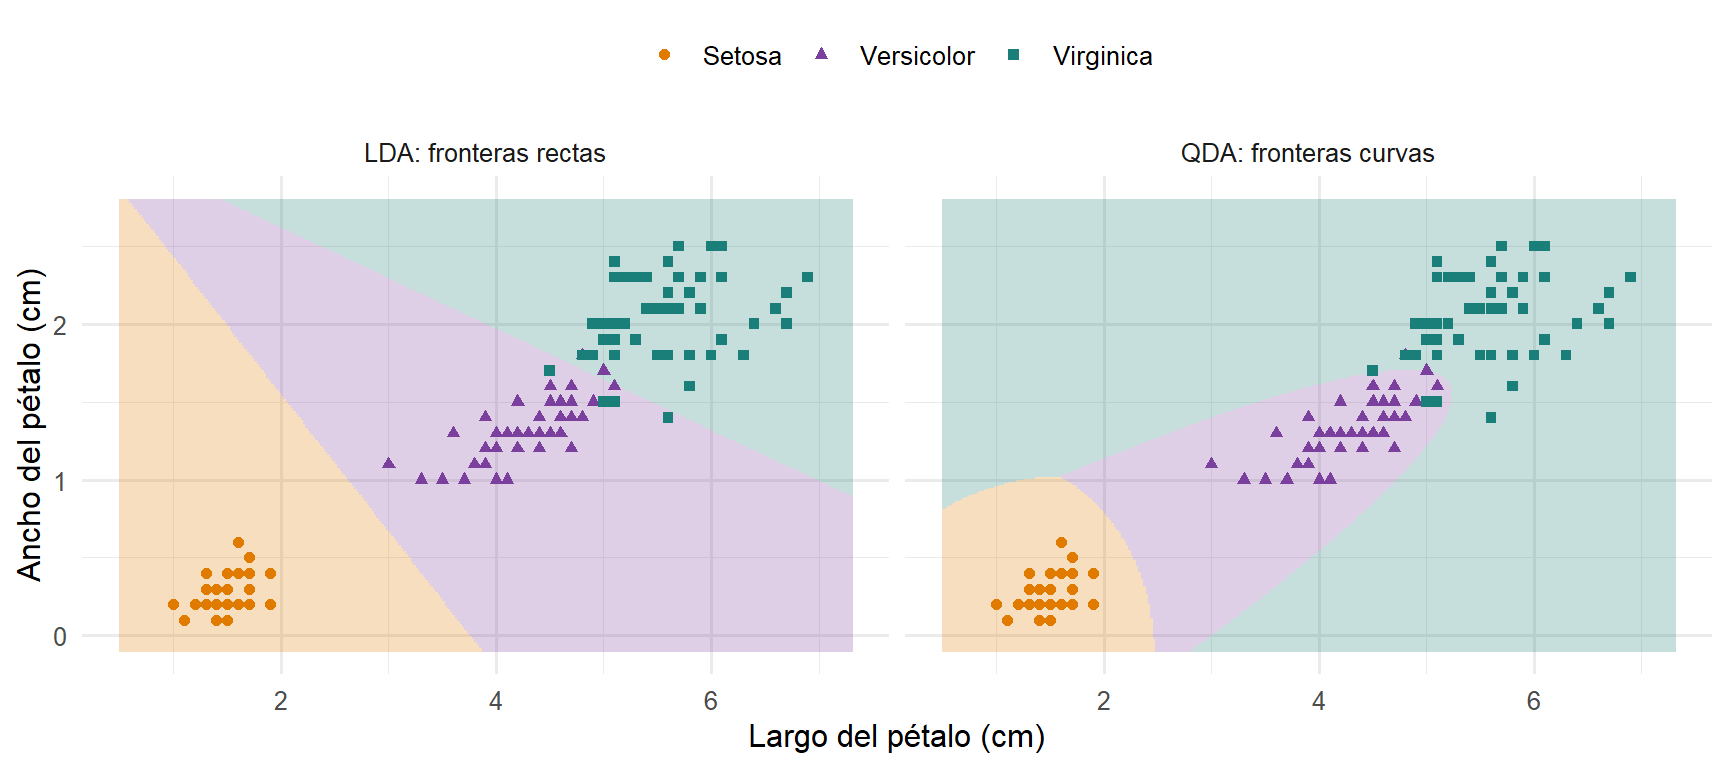 Setosa Versicolor Virginica
LDA: fronteras rectas
QDA: fronteras curvas
Ancho del pétalo (cm)
2
1
0
2 4 6
2 4 6
Largo del pétalo (cm)